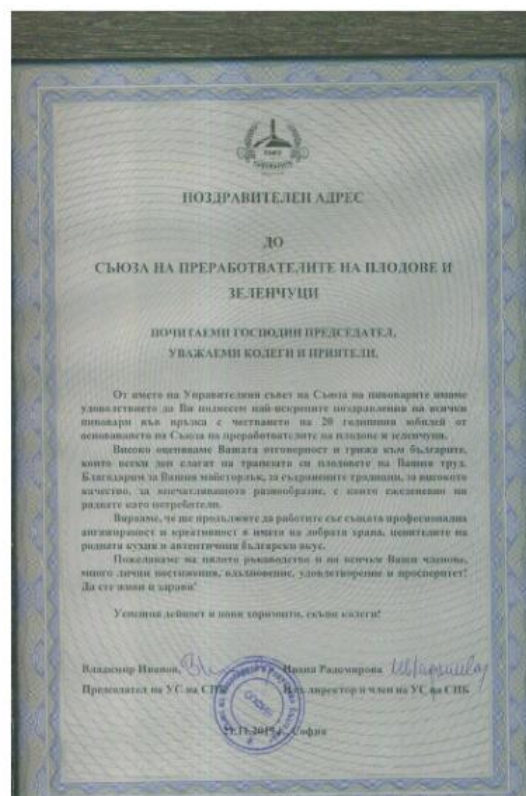 ПОЗДРАВИТЕЛЕН АДРЕС
ДО
СЪЮЗА НА ПРЕРАБОТВАТЕЛИТЕ НА ПЛОДОВЕ И
ЗЕЛЕНЧУЦИ
ПОЧИТАЕМИ ГОСПОДИН ПРЕДСЕДАТЕЛ,
УВАЖАЕМИ КОЛЕГИ И ПРИЯТЕЛИ,
От името на Управителния съвет на Съюза на пивоварите имаме
удоволствието да Ви поднесем най-искрените поздравления на всички
пивовари във връзка с честването на 20 годишния юбилей от
основаването на Съюза на преработвателите на плодове и зеленчуци.
Високо оценяваме Вашата отговорност и грижа към българите,
които всеки ден слагат на трапезата си плодовете на Вашия труд.
Благодарим за Вашия майсторлък, за съхранените традиции, за високото
качество, за впечатляващото разнообразие, с които ежедневно ни
радвате като потребители.
Вярваме, че ще продължите да работите със същата професионална
ангажираност и креативност в името на добрата храна, ценителите на
родната кухня и автентичния български вкус.
Пожелаваме на цялото ръководство и на всички Ваши членове,
много лични постижения, вдъхновение, удовлетворение и просперитет!
Да сте живи и здрави!
Успешна дейност и нови хоризонти, скъпи колеги!
Владимир Иванов, Ивана Радомирова
Председател на УС на СПБ директор и член на УС на СПБ
21.11.2019 г., София